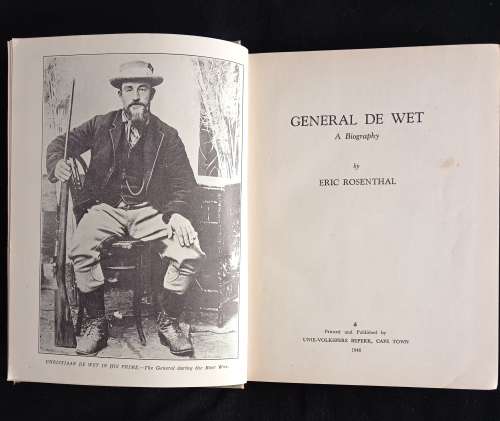 CHRISTIAAN DE WET IN HIS PRIME.—The General during the Boer War.
GENERAL DE WET
A Biography
by
ERIC ROSENTHAL
Printed and Published by
UNIE-VOLKSPERS BEPERK, CAPE TOWN
1946